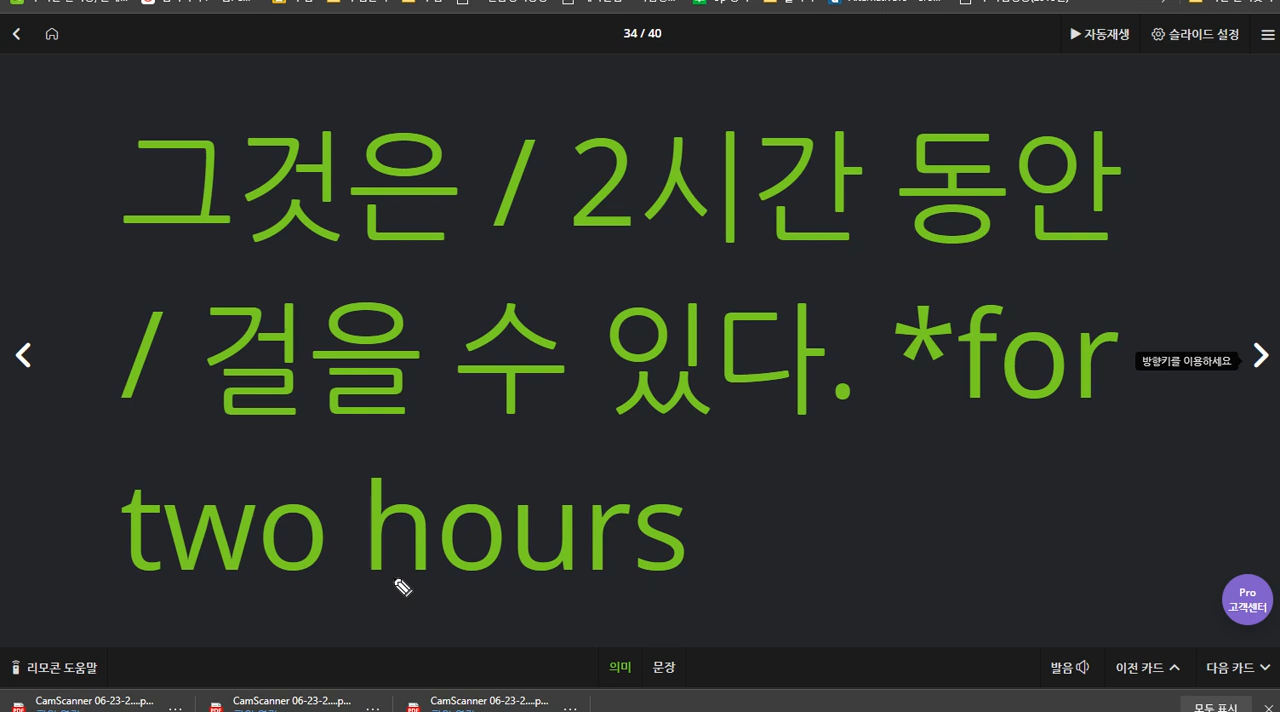 34 / 40
▶ 자동재생
슬라이드 설정
그것은 / 2시간 동안
/ 걸을 수 있다. *for
two hours
방향키를 이용하세요
Pro
고객센터
리모콘 도움말
의미
문장
발음
이전 카드
다음 카드
CamScanner 06-23-2....p...
CamScanner 06-23-2....p...
CamScanner 06-23-2....p...
모두 표시